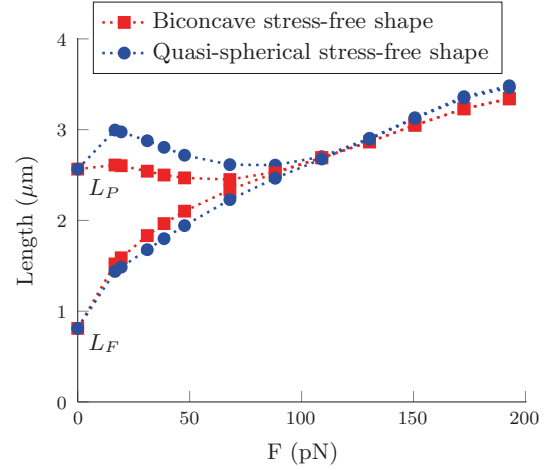 Biconcave stress-free shape
Quasi-spherical stress-free shape
4
3
2
1
0
Length (μm)
L_P
L_F
0 50 100 150 200
F (pN)